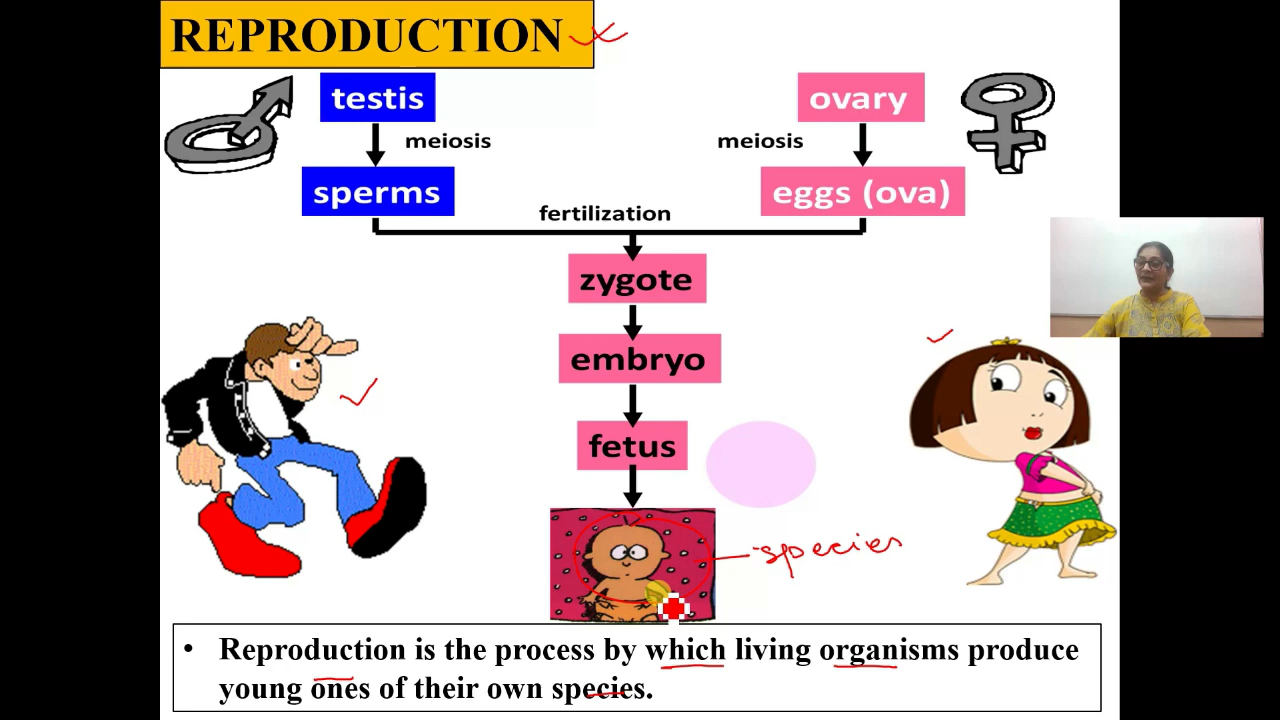 REPRODUCTION
testis
ovary
meiosis
meiosis
sperms
eggs (ova)
fertilization
zygote
embryo
fetus
species
• Reproduction is the process by which living organisms produce
young ones of their own species.